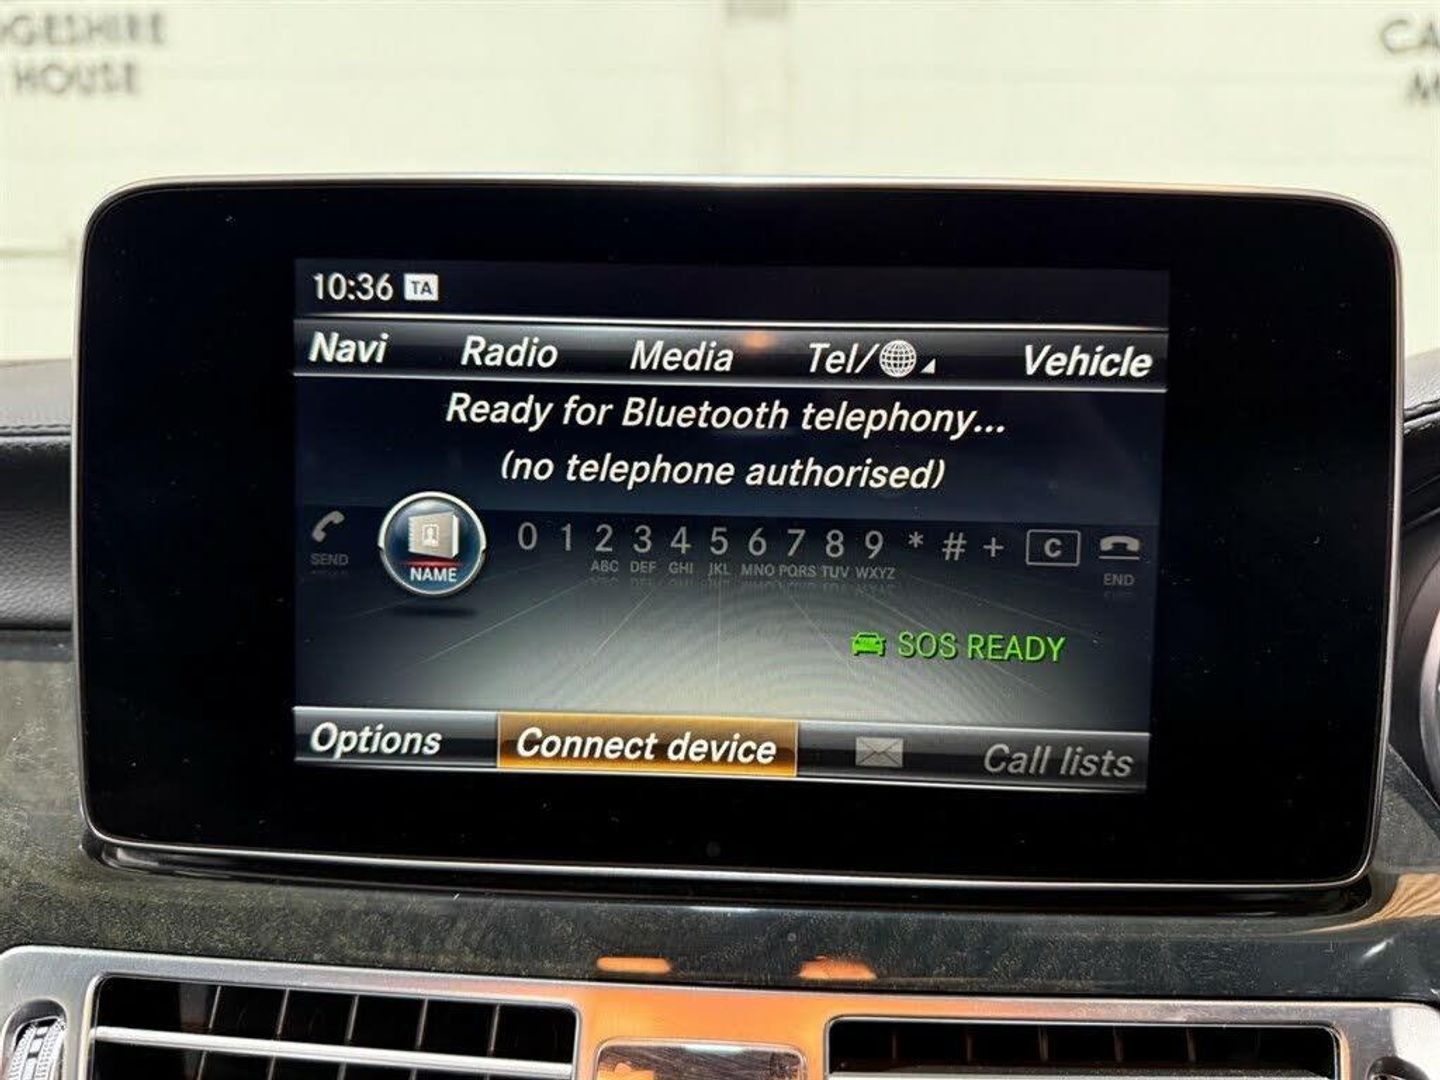 HOUSE
10:36 TA
Navi Radio Media Tel/ Vehicle
Ready for Bluetooth telephony...
(no telephone authorised)
0 1 2 3 4 5 6 7 8 9 * # + C
SEND NAME ABC DEF GHI JKL MNO PQRS TUV WXYZ END
SOS READY
Options Connect device Call lists